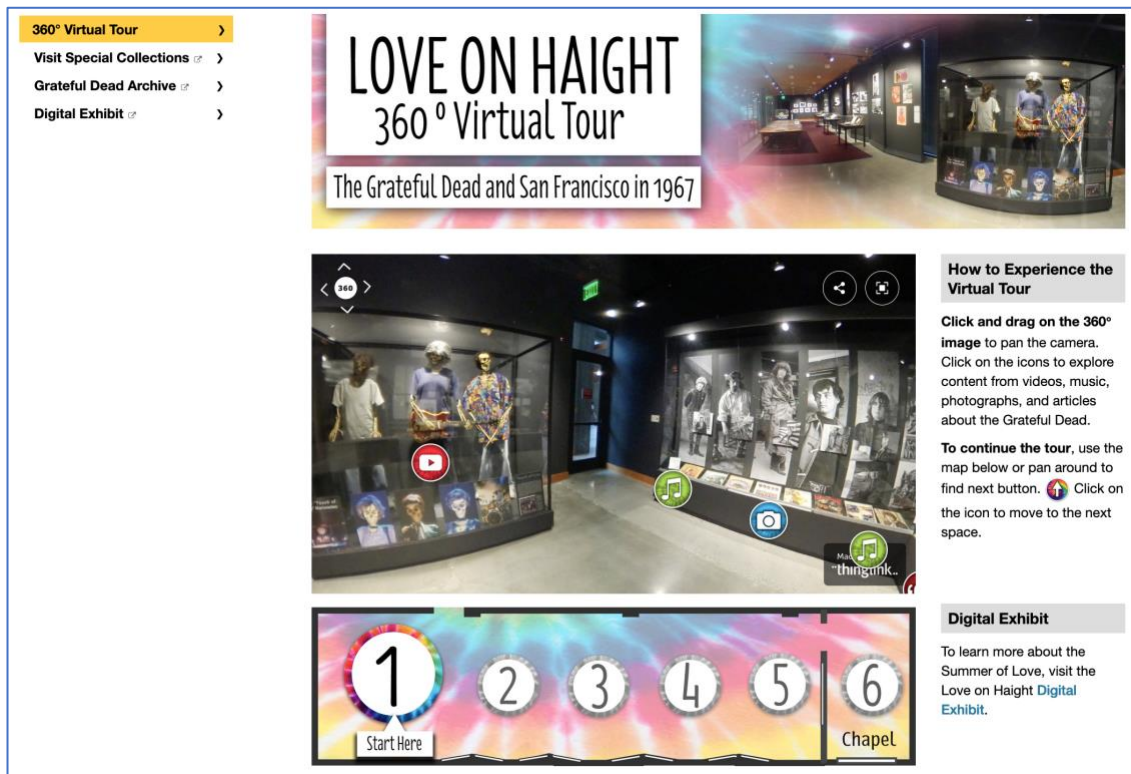 360° Virtual Tour
Visit Special Collections
Grateful Dead Archive
Digital Exhibit
LOVE ON HAIGHT
360° Virtual Tour
The Grateful Dead and San Francisco in 1967
360
EXIT
Made
thinglink..
How to Experience the
Virtual Tour
Click and drag on the 360°
image to pan the camera.
Click on the icons to explore
content from videos, music,
photographs, and articles
about the Grateful Dead.
To continue the tour, use the
map below or pan around to
find next button. Click on
the icon to move to the next
space.
1
2
3
4
5
6
Start Here
Chapel
Digital Exhibit
To learn more about the
Summer of Love, visit the
Love on Haight Digital
Exhibit.